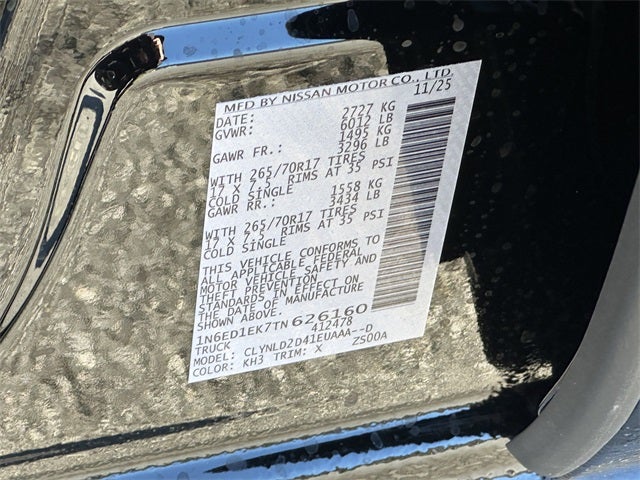 MFD BY NISSAN MOTOR CO., LTD.
DATE: 11/25
GVWR: 2727 KG
6012 LB
GAWR FR.: 1495 KG
3296 LB
WITH 265/70R17 TIRES
17 X 7.5 RIMS AT 35 PSI
COLD SINGLE
GAWR RR.: 1558 KG
3434 LB
WITH 265/70R17 TIRES
17 X 7.5 RIMS AT 35 PSI
COLD SINGLE
THIS VEHICLE CONFORMS TO
ALL APPLICABLE FEDERAL
MOTOR VEHICLE SAFETY AND
THEFT PREVENTION
STANDARDS IN EFFECT ON
THE DATE OF MANUFACTURE
SHOWN ABOVE.
1N6ED1EK7TN626160
TRUCK 412478
MODEL: CLYNLD2D41EUAAA--D
COLOR: KH3 TRIM: X ZS00A